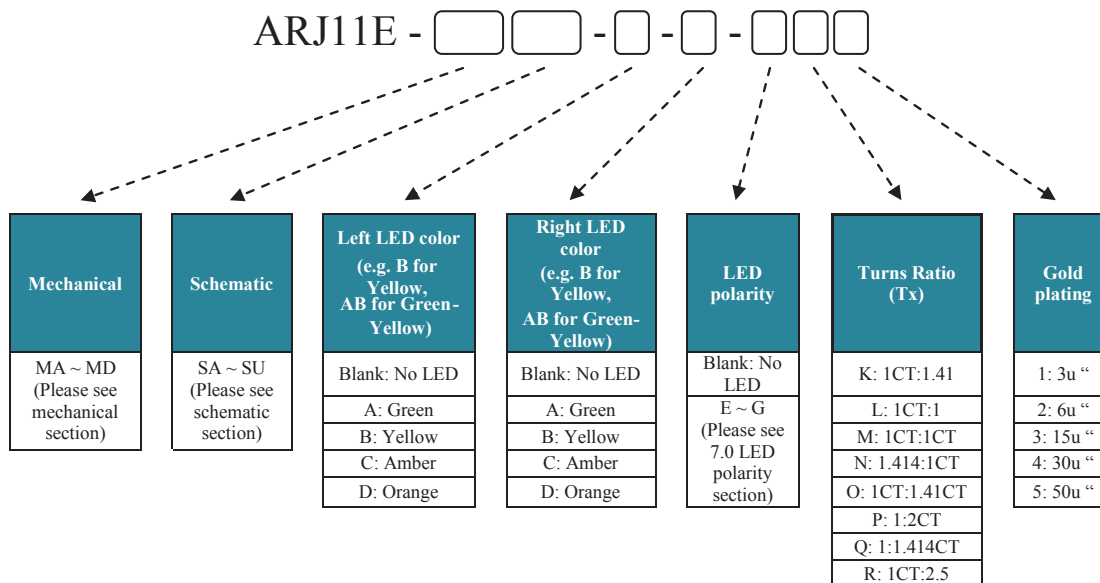 ARJ11E - - - -
Mechanical
MA ~ MD
(Please see
mechanical
section)
Schematic
SA ~ SU
(Please see
schematic
section)
Left LED color
(e.g. B for
Yellow,
AB for Green-
Yellow)
Blank: No LED
A: Green
B: Yellow
C: Amber
D: Orange
Right LED
color
(e.g. B for
Yellow,
AB for Green-
Yellow)
Blank: No LED
A: Green
B: Yellow
C: Amber
D: Orange
LED
polarity
Blank: No
LED
E ~ G
(Please see
7.0 LED
polarity
section)
Turns Ratio
(Tx)
K: 1CT:1.41
L: 1CT:1
M: 1CT:1CT
N: 1.414:1CT
O: 1CT:1.41CT
P: 1:2CT
Q: 1:1.414CT
R: 1CT:2.5
Gold
plating
1: 3u “
2: 6u “
3: 15u “
4: 30u “
5: 50u “